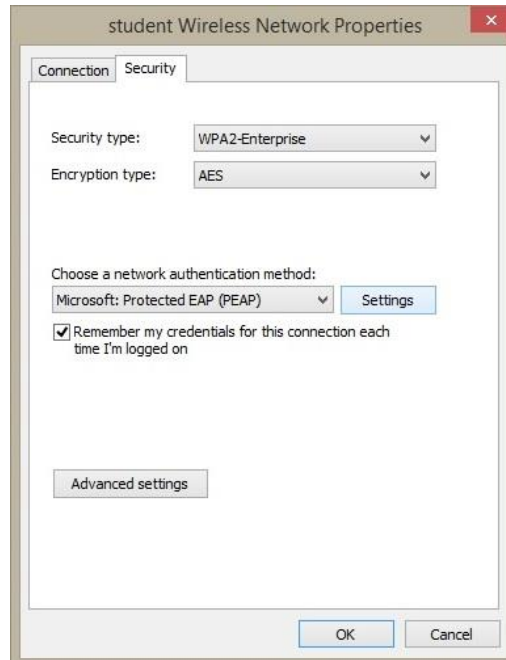 student Wireless Network Properties
Connection
Security
Security type:
WPA2-Enterprise
Encryption type:
AES
Choose a network authentication method:
Microsoft: Protected EAP (PEAP)
Settings
Remember my credentials for this connection each
time I'm logged on
Advanced settings
OK
Cancel